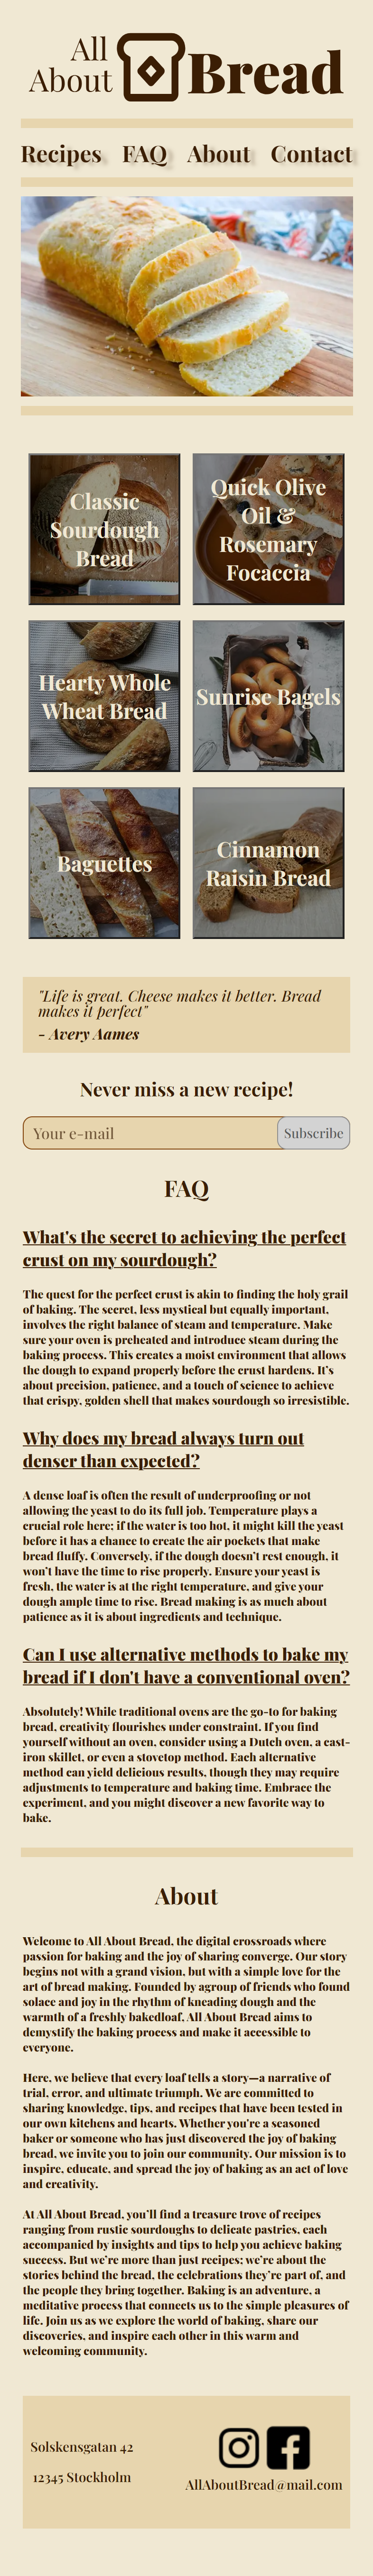 All
About Bread
Recipes FAQ About Contact
Classic
Sourdough
Bread
Quick Olive
Oil &
Rosemary
Focaccia
Hearty Whole
Wheat Bread
Sunrise Bagels
Baguettes
Cinnamon
Raisin Bread
"Life is great. Cheese makes it better. Bread
makes it perfect"
- Avery Aames
Never miss a new recipe!
Your e-mail Subscribe
FAQ
What's the secret to achieving the perfect
crust on my sourdough?
The quest for the perfect crust is akin to finding the holy grail
of baking. The secret, less mystical but equally important,
involves the right balance of steam and temperature. Make
sure your oven is preheated and introduce steam during the
baking process. This creates a moist environment that allows
the dough to expand properly before the crust hardens. It's
about precision, patience, and a touch of science to achieve
that crispy, golden shell that makes sourdough so irresistible.
Why does my bread always turn out
denser than expected?
A dense loaf is often the result of underproofing or not
allowing the yeast to do its full job. Temperature plays a
crucial role here; if the water is too hot, it might kill the yeast
before it has a chance to create the air pockets that make
bread fluffy. Conversely, if the dough doesn't rest enough, it
won't have the time to rise properly. Ensure your yeast is
fresh, the water is at the right temperature, and give your
dough ample time to rise. Bread making is as much about
patience as it is about ingredients and technique.
Can I use alternative methods to bake my
bread if I don't have a conventional oven?
Absolutely! While traditional ovens are the go-to for baking
bread, creativity flourishes under constraint. If you find
yourself without an oven, consider using a Dutch oven, a cast-
iron skillet, or even a stovetop method. Each alternative
method can yield delicious results, though they may require
adjustments to temperature and baking time. Embrace the
experiment, and you might discover a new favorite way to
bake.
About
Welcome to All About Bread, the digital crossroads where
passion for baking and the joy of sharing converge. Our story
begins not with a grand vision, but with a simple love for the
art of bread making. Founded by agroup of friends who found
solace and joy in the rhythm of kneading dough and the
warmth of a freshly bakedloaf, All About Bread aims to
demystify the baking process and make it accessible to
everyone.
Here, we believe that every loaf tells a story—a narrative of
trial, error, and ultimate triumph. We are committed to
sharing knowledge, tips, and recipes that have been tested in
our own kitchens and hearts. Whether you're a seasoned
baker or someone who has just discovered the joy of baking
bread, we invite you to join our community. Our mission is to
inspire, educate, and spread the joy of baking as an act of love
and creativity.
At All About Bread, you'll find a treasure trove of recipes
ranging from rustic sourdoughs to delicate pastries, each
accompanied by insights and tips to help you achieve baking
success. But we're more than just recipes; we're about the
stories behind the bread, the celebrations they're part of, and
the people they bring together. Baking is an adventure, a
meditative process that connects us to the simple pleasures of
life. Join us as we explore the world of baking, share our
discoveries, and inspire each other in this warm and
welcoming community.
Solskensgatan 42
12345 Stockholm
AllAboutBread@mail.com